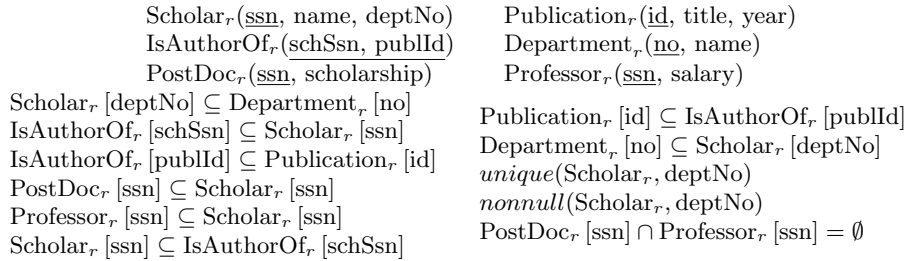 Scholar_r(ssn, name, deptNo) Publication_r(id, title, year)
IsAuthorOf_r(schSsn, publId) Department_r(no, name)
PostDoc_r(ssn, scholarship) Professor_r(ssn, salary)
Scholar_r [deptNo] ⊆ Department_r [no]
IsAuthorOf_r [schSsn] ⊆ Scholar_r [ssn]
IsAuthorOf_r [publId] ⊆ Publication_r [id]
PostDoc_r [ssn] ⊆ Scholar_r [ssn]
Professor_r [ssn] ⊆ Scholar_r [ssn]
Scholar_r [ssn] ⊆ IsAuthorOf_r [schSsn]
Publication_r [id] ⊆ IsAuthorOf_r [publId]
Department_r [no] ⊆ Scholar_r [deptNo]
unique(Scholar_r, deptNo)
nonnull(Scholar_r, deptNo)
PostDoc_r [ssn] ∩ Professor_r [ssn] = ∅